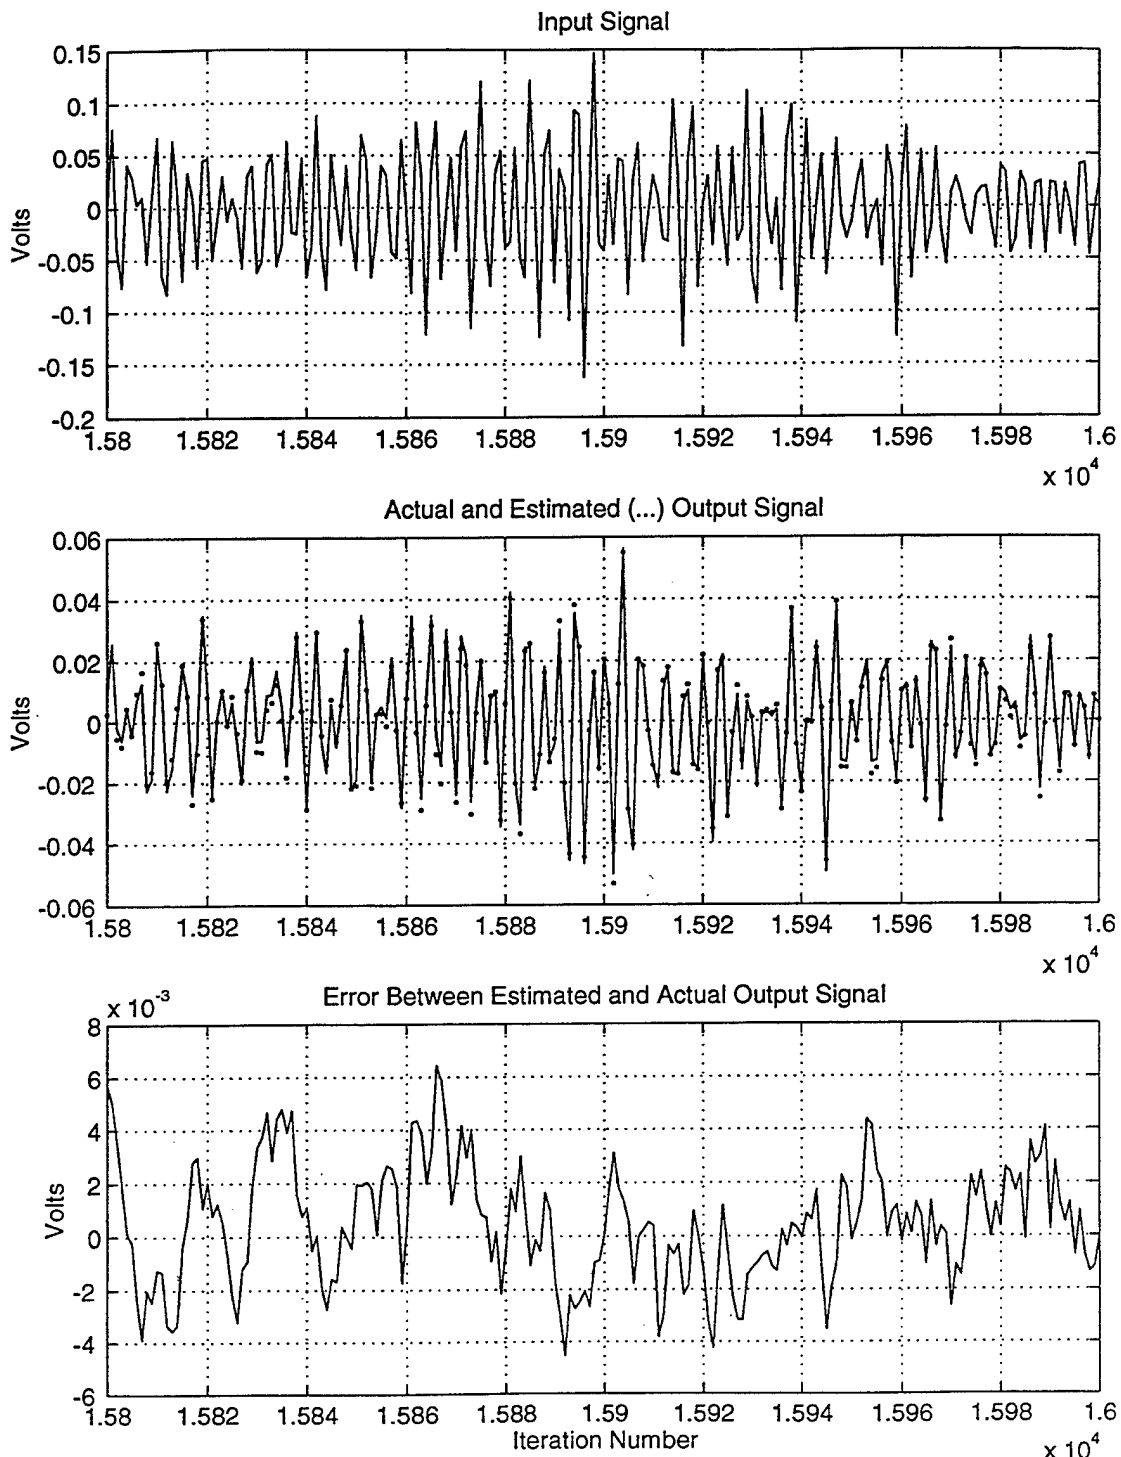 Input Signal
0.15
0.1
0.05
0
-0.05
-0.1
-0.15
-0.2
Volts
1.58 1.582 1.584 1.586 1.588 1.59 1.592 1.594 1.596 1.598 1.6
x 10^4
Actual and Estimated (...) Output Signal
0.06
0.04
0.02
0
-0.02
-0.04
-0.06
Volts
1.58 1.582 1.584 1.586 1.588 1.59 1.592 1.594 1.596 1.598 1.6
x 10^4
x 10^-3
Error Between Estimated and Actual Output Signal
8
6
4
2
0
-2
-4
-6
Volts
1.58 1.582 1.584 1.586 1.588 1.59 1.592 1.594 1.596 1.598 1.6
Iteration Number
x 10^4